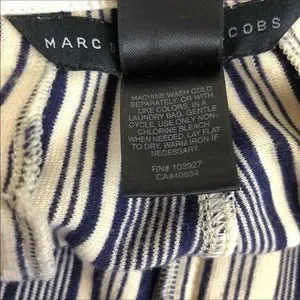 MARC B COBS
MACHINE WASH COLD
SEPARATELY, OR WITH
LIKE COLORS, IN A
LAUNDRY BAG, GENTLE
CYCLE, USE ONLY NON-
CHLORINE BLEACH
WHEN NEEDED, LAY FLAT
TO DRY. WARM IRON IF
NECESSARY.
RN# 103927
CA#40634